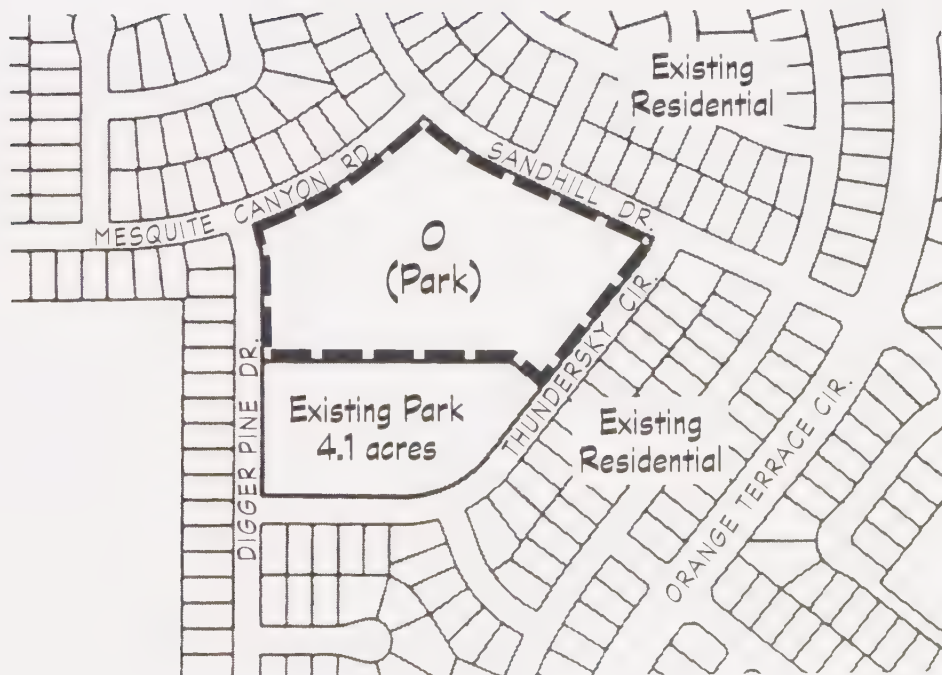 Existing
Residential
SANDHILL DR.
MESQUITE CANYON RD
O
(Park)
THUNDERSKY CIR.
DIGGER PINE DR.
Existing Park
4.1 acres
Existing
Residential
ORANGE TERRACE CIR.